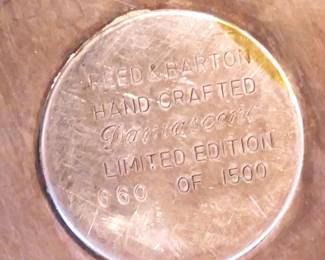 REED & BARTON
HAND CRAFTED
Damascene
LIMITED EDITION
660 OF 1500